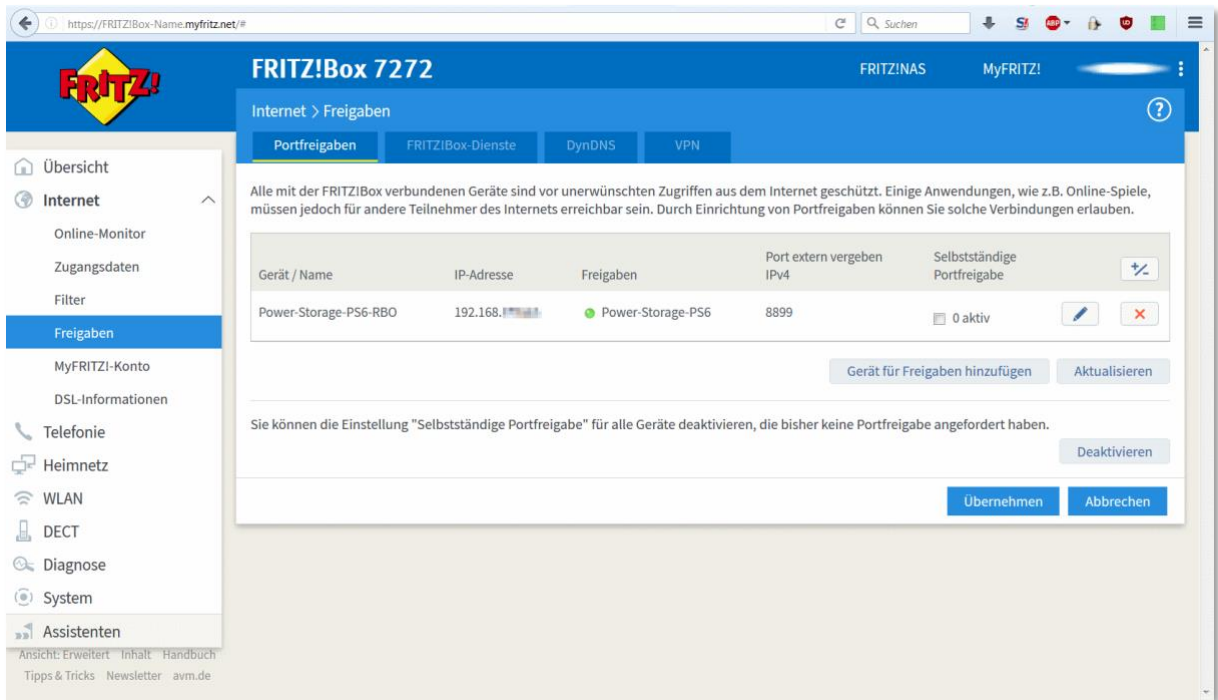 https://FRITZ!Box-Name.myfritz.net/#
Suchen
S!
ABP
FRITZ!
FRITZ!Box 7272
FRITZ!NAS
MyFRITZ!
Internet > Freigaben
?
Portfreigaben
FRITZ!Box-Dienste
DynDNS
VPN
Übersicht
Internet
Online-Monitor
Zugangsdaten
Filter
Freigaben
MyFRITZ!-Konto
DSL-Informationen
Telefonie
Heimnetz
WLAN
DECT
Diagnose
System
Assistenten
Ansicht: Erweitert Inhalt Handbuch
Tipps & Tricks Newsletter avm.de
Alle mit der FRITZ!Box verbundenen Geräte sind vor unerwünschten Zugriffen aus dem Internet geschützt. Einige Anwendungen, wie z.B. Online-Spiele,
müssen jedoch für andere Teilnehmer des Internets erreichbar sein. Durch Einrichtung von Portfreigaben können Sie solche Verbindungen erlauben.
Gerät / Name
IP-Adresse
Freigaben
Port extern vergeben
IPv4
Selbstständige
Portfreigabe
+/-
Power-Storage-PS6-RBO
192.168.
Power-Storage-PS6
8899
0 aktiv
Gerät für Freigaben hinzufügen
Aktualisieren
Sie können die Einstellung "Selbstständige Portfreigabe" für alle Geräte deaktivieren, die bisher keine Portfreigabe angefordert haben.
Deaktivieren
Übernehmen
Abbrechen